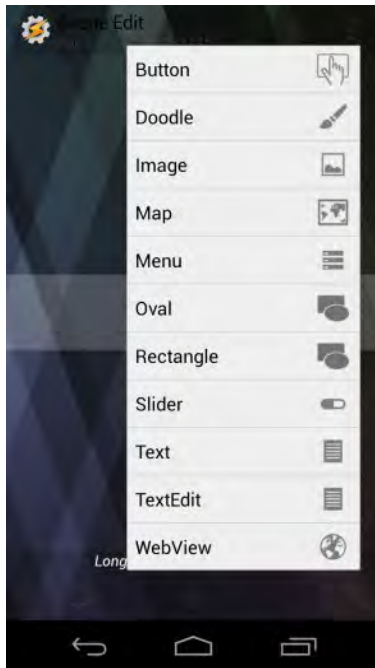 Edit
Button
Doodle
Image
Map
Menu
Oval
Rectangle
Slider
Text
TextEdit
WebView
Long